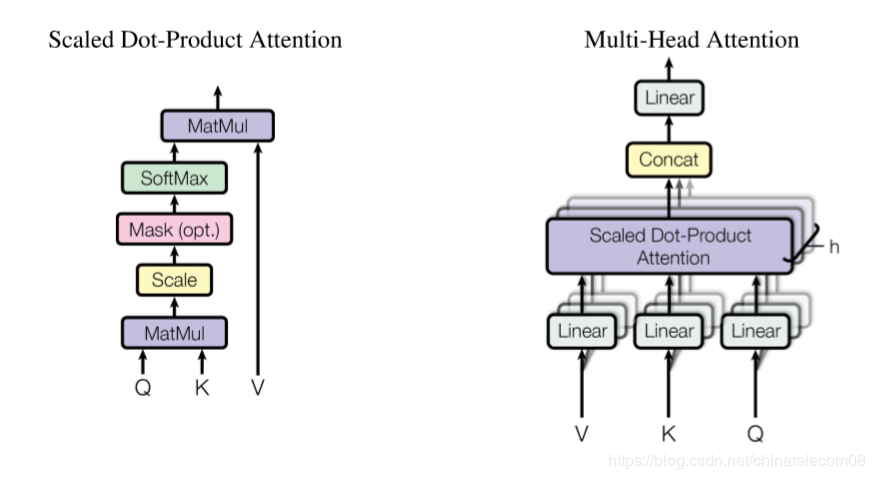 Scaled Dot-Product Attention
MatMul
SoftMax
Mask (opt.)
Scale
MatMul
Q K V
Multi-Head Attention
Linear
Concat
Scaled Dot-Product
Attention
h
Linear Linear Linear
V K Q
https://blog.csdn.net/chinatelecom08